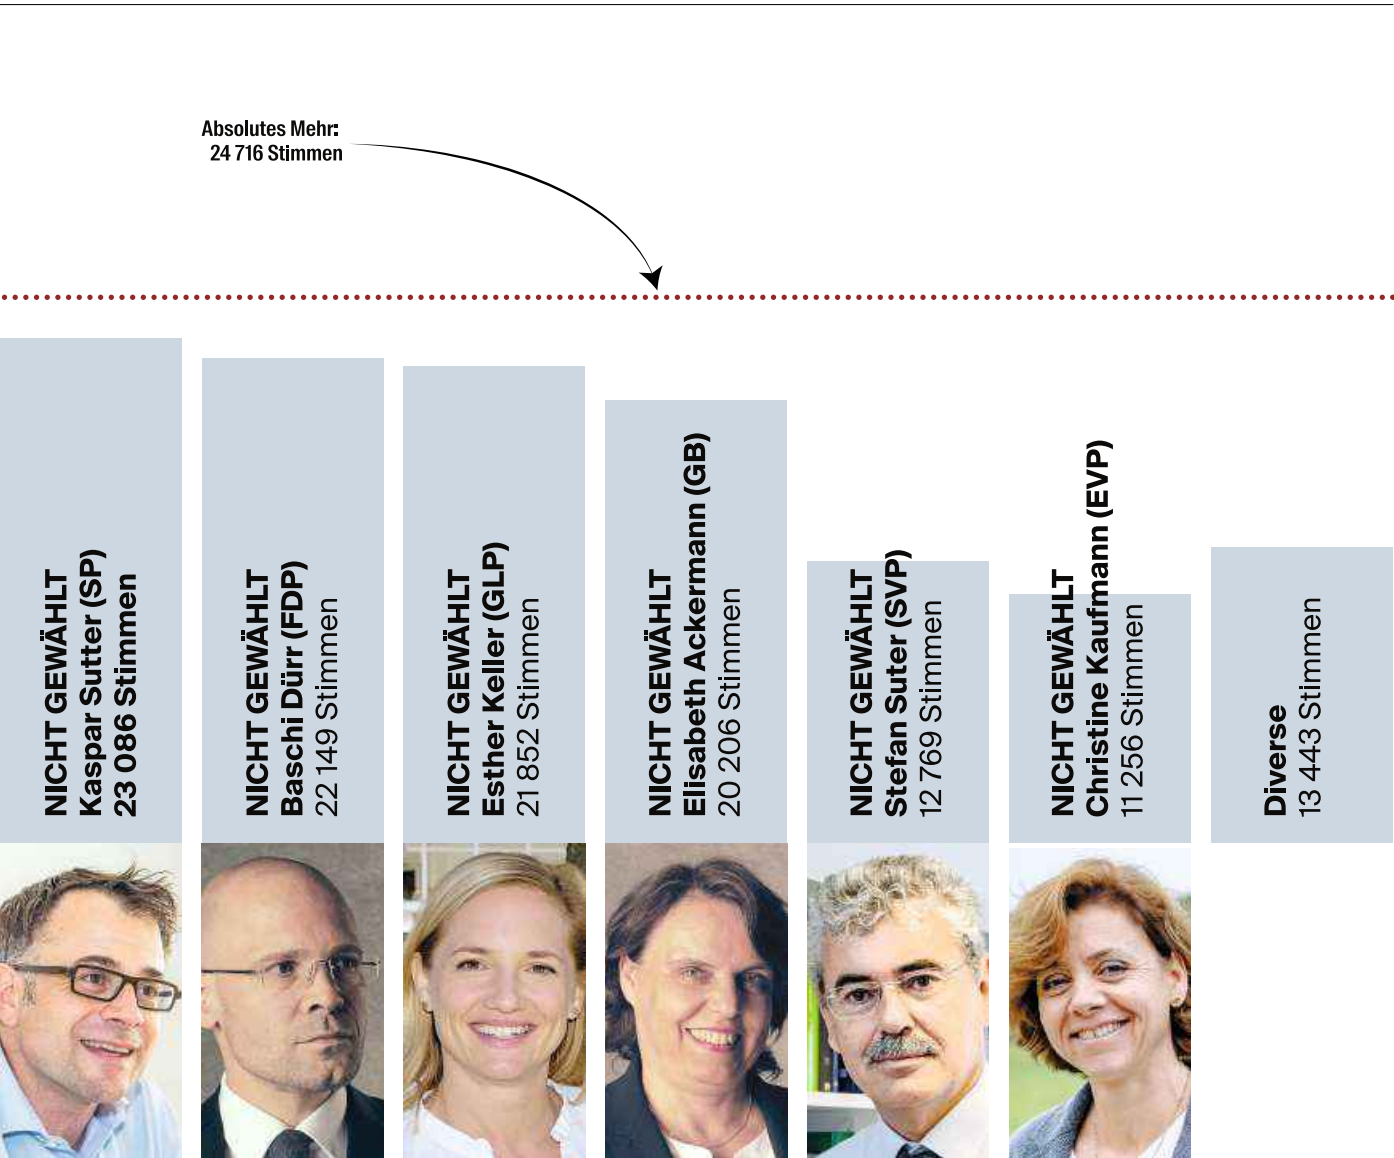 Absolutes Mehr:
24 716 Stimmen
NICHT GEWÄHLT
Kaspar Sutter (SP)
23 086 Stimmen
NICHT GEWÄHLT
Baschi Dürr (FDP)
22 149 Stimmen
NICHT GEWÄHLT
Esther Keller (GLP)
21 852 Stimmen
NICHT GEWÄHLT
Elisabeth Ackermann (GB)
20 206 Stimmen
NICHT GEWÄHLT
Stefan Suter (SVP)
12 769 Stimmen
NICHT GEWÄHLT
Christine Kaufmann (EVP)
11 256 Stimmen
Diverse
13 443 Stimmen